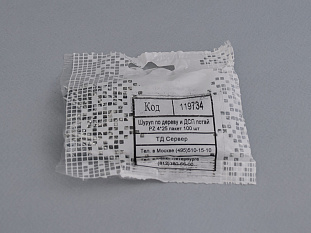 Код 119734
Шуруп по дереву и ДСП потай
PZ 4*25 пакет 100 шт
ТД Сервер
Тел. в Москве (495)510-15-10